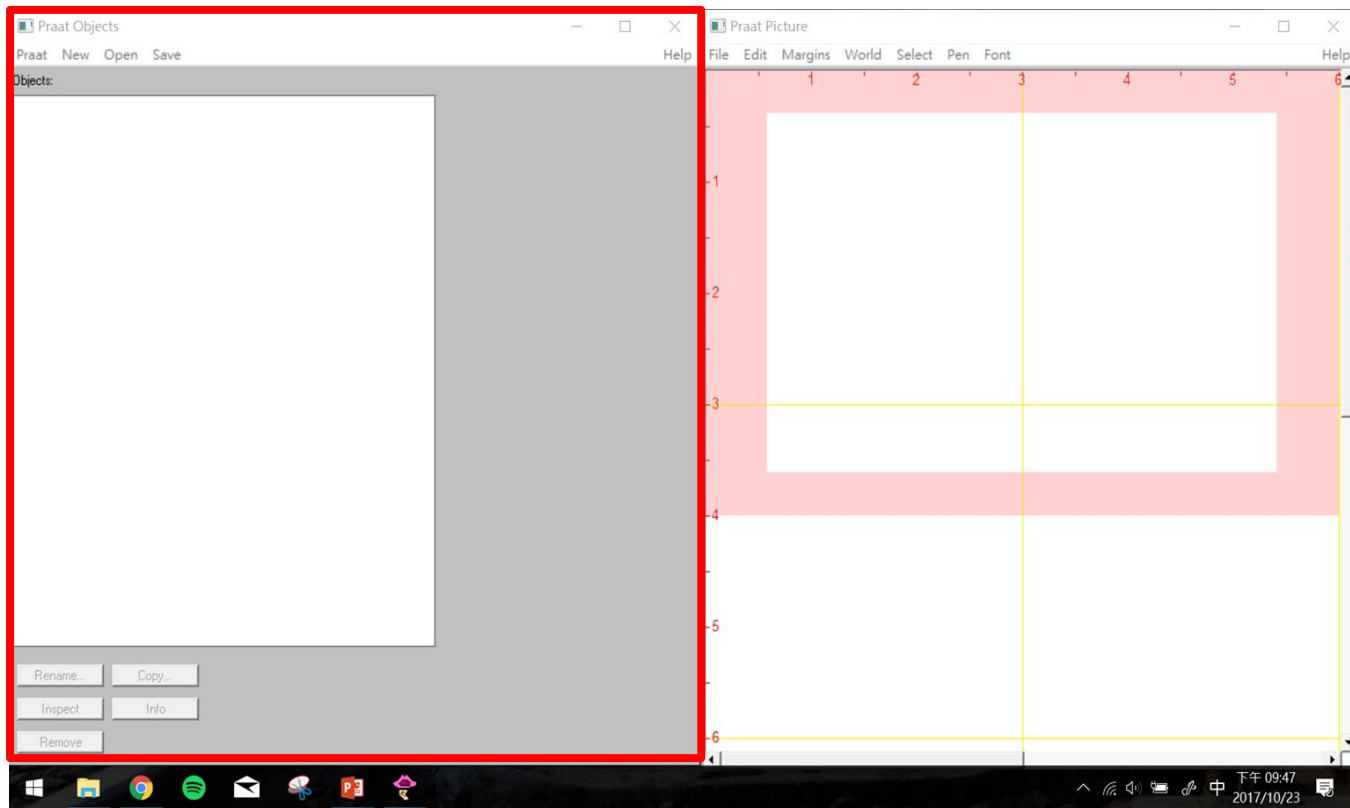 Praat Objects
Praat New Open Save Help
Objects:
Rename... Copy...
Inspect Info
Remove
Praat Picture
File Edit Margins World Select Pen Font Help
1 2 3 4 5 6
1
2
3
4
5
6
中 下午 09:47
2017/10/23